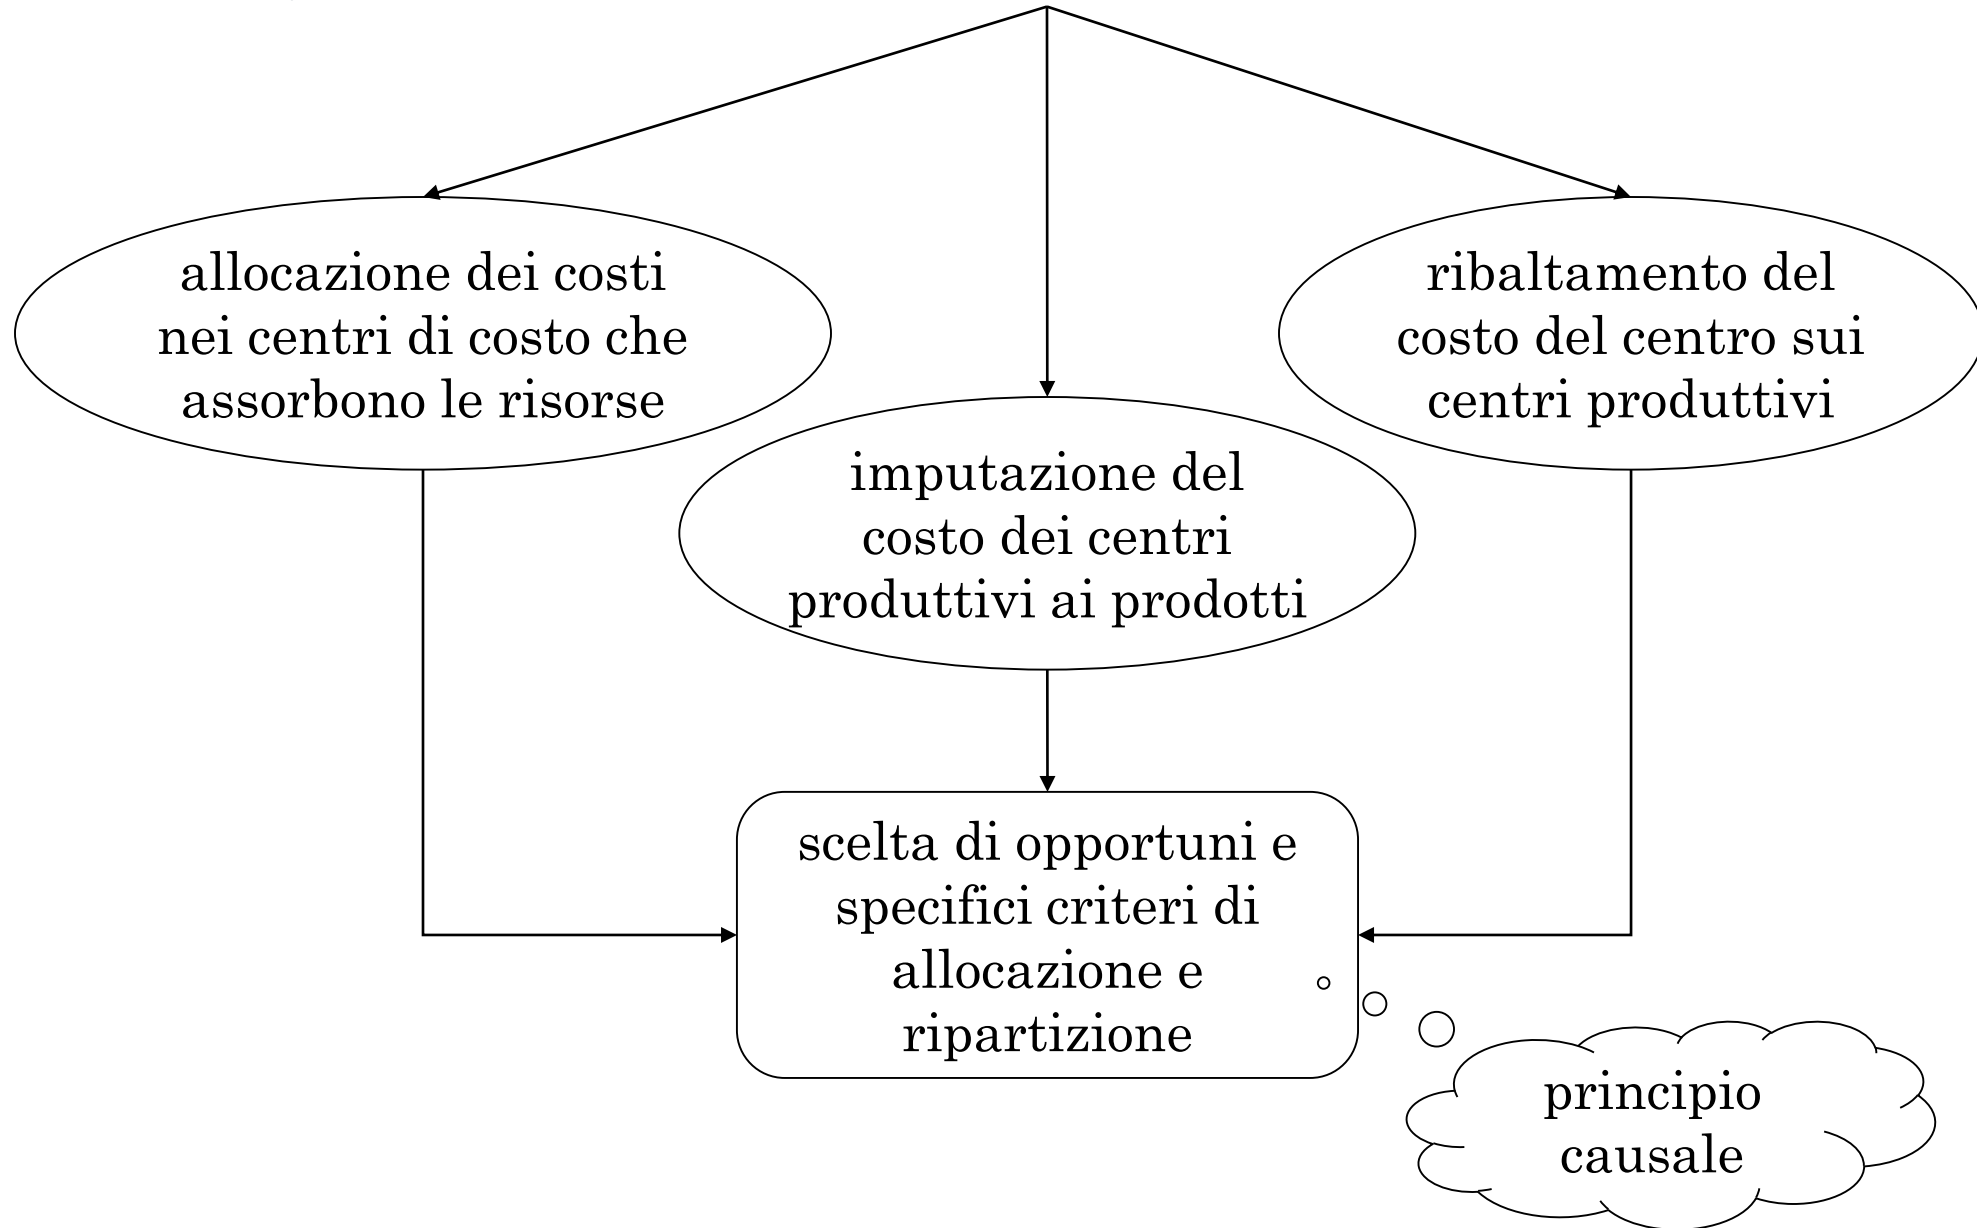 allocazione dei costi
nei centri di costo che
assorbono le risorse
imputazione del
costo dei centri
produttivi ai prodotti
ribaltamento del
costo del centro sui
centri produttivi
scelta di opportuni e
specifici criteri di
allocazione e
ripartizione
principio
causale